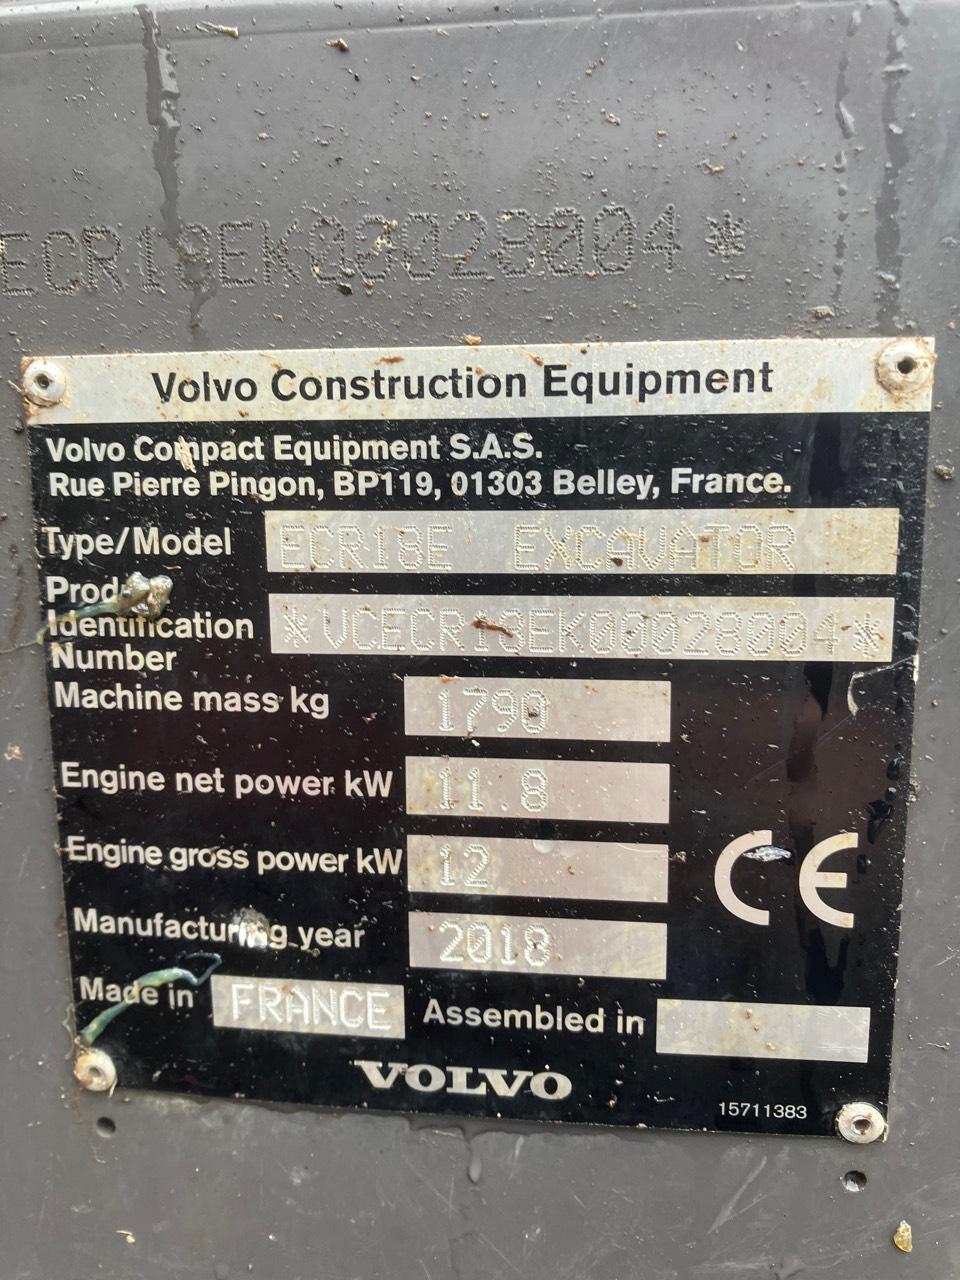 ECR18EK00028004*
Volvo Construction Equipment
Volvo Compact Equipment S.A.S.
Rue Pierre Pingon, BP119, 01303 Belley, France.
Type/Model ECR18E EXCAVATOR
Prod
Identification
Number
*VCECR18EK00028004*
Machine mass kg 1790
Engine net power kW 11.8
Engine gross power kW 12
CE
Manufacturing year 2018
Made in FRANCE Assembled in
VOLVO
15711383